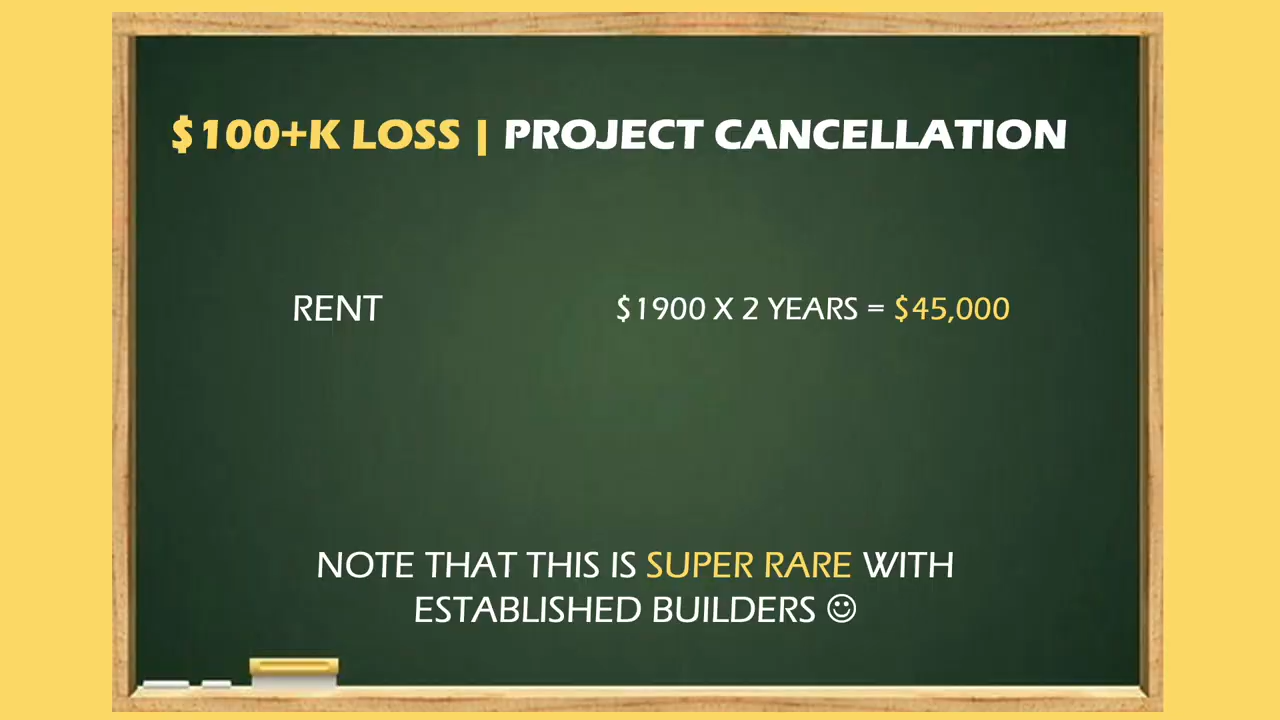 $100+K LOSS | PROJECT CANCELLATION
RENT $1900 X 2 YEARS = $45,000
NOTE THAT THIS IS SUPER RARE WITH
ESTABLISHED BUILDERS ☺